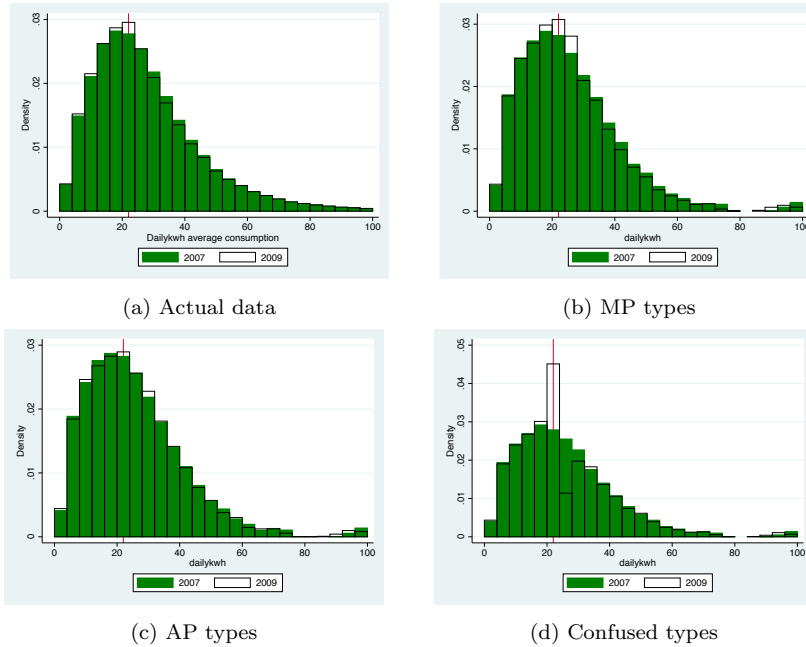 .03
.02
.01
0
Density
0 20 40 60 80 100
Dailykwh average consumption
2007 2009
(a) Actual data
.03
.02
.01
0
Density
0 20 40 60 80 100
dailykwh
2007 2009
(b) MP types
.03
.02
.01
0
Density
0 20 40 60 80 100
dailykwh
2007 2009
(c) AP types
.05
.04
.03
.02
.01
0
Density
0 20 40 60 80 100
dailykwh
2007 2009
(d) Confused types